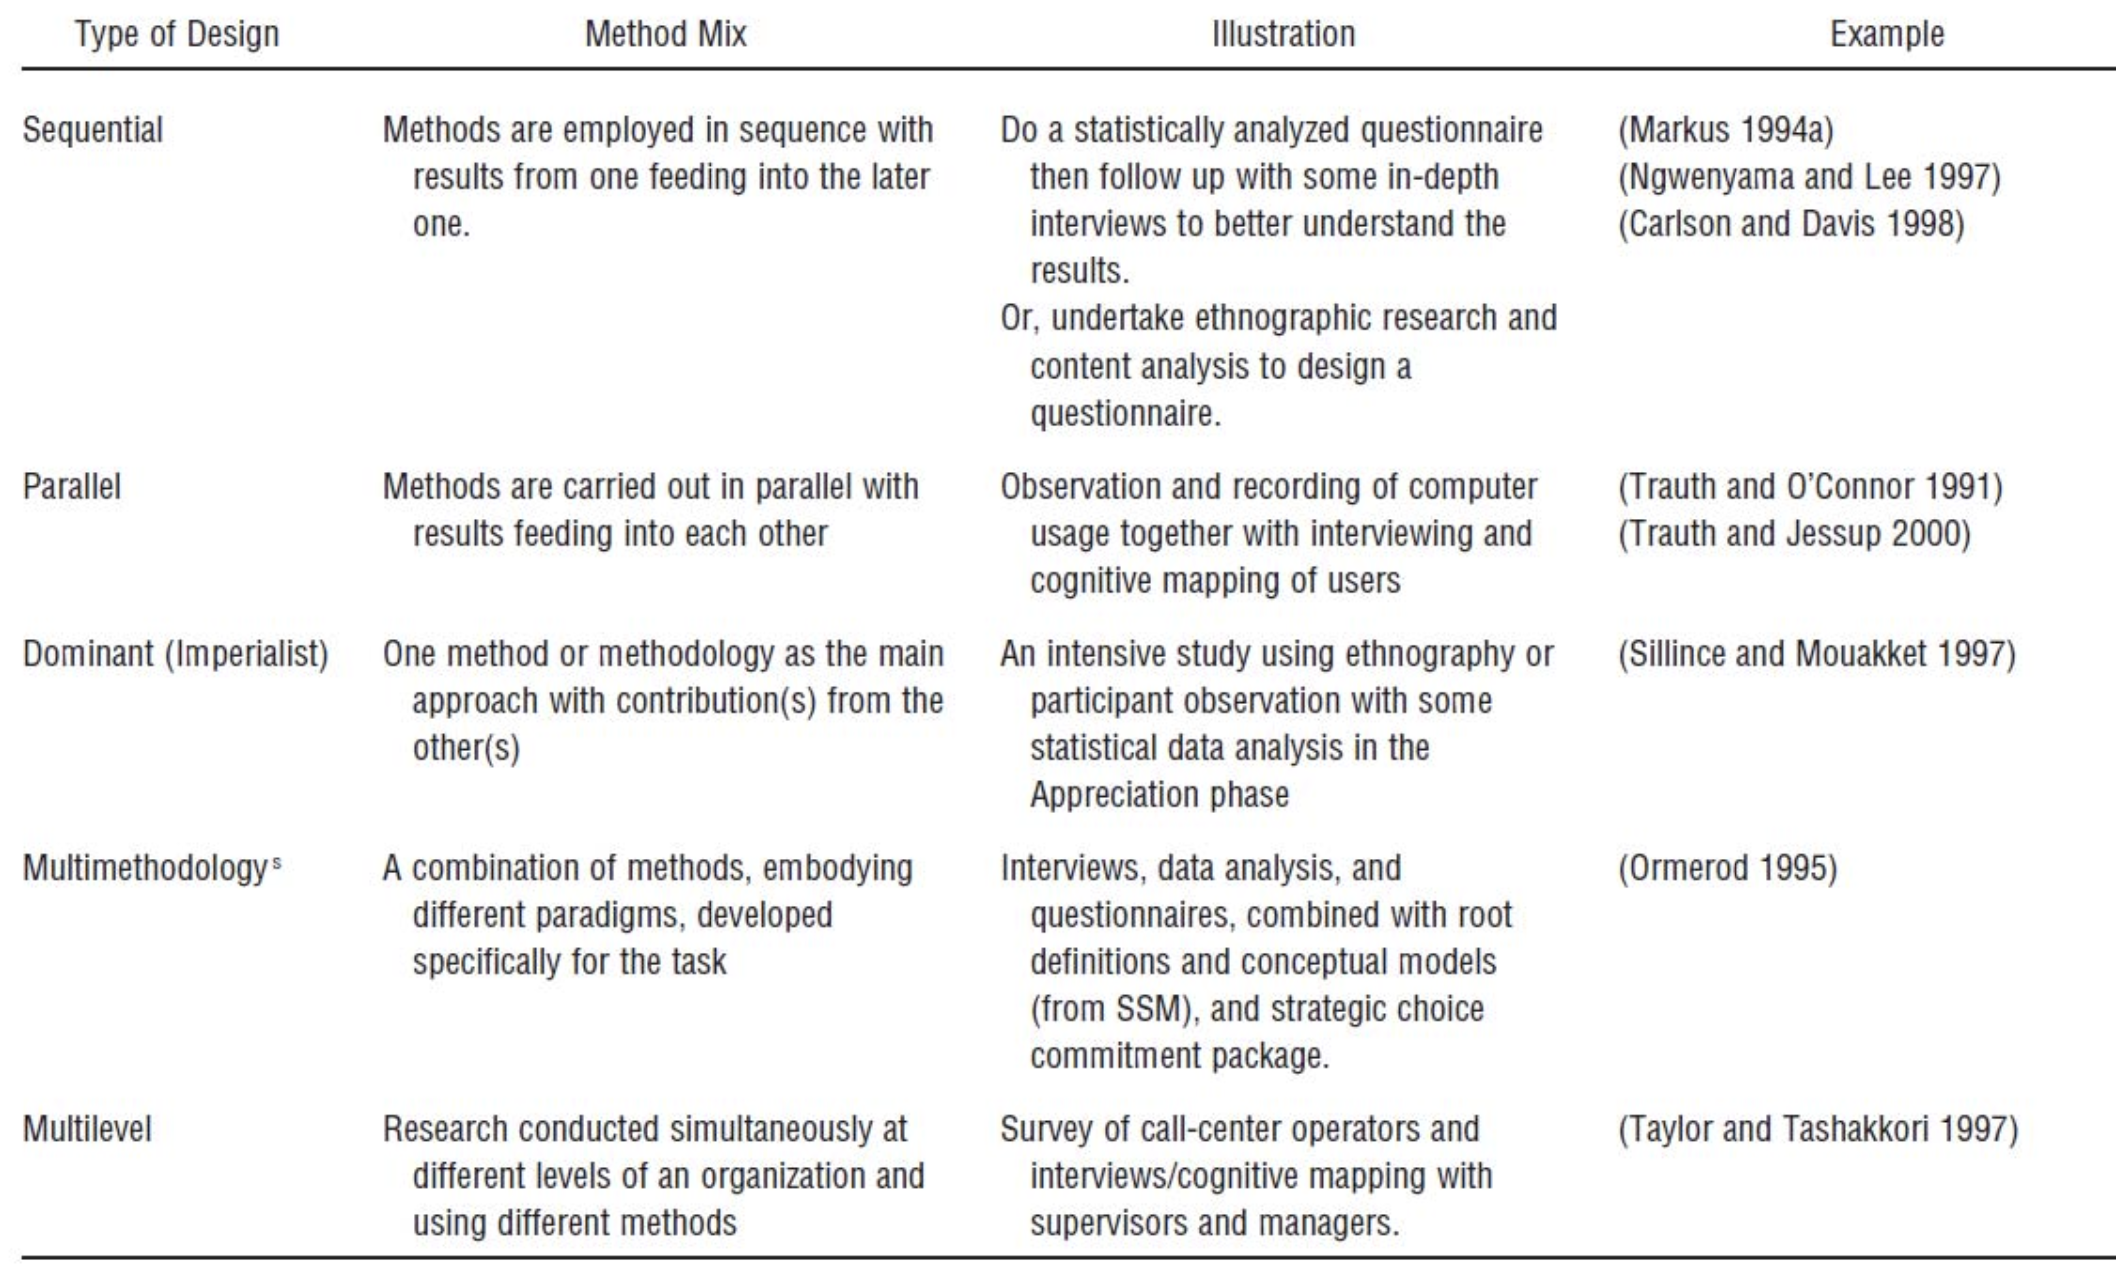 Type of Design Method Mix Illustration Example
Sequential
Methods are employed in sequence with
results from one feeding into the later
one.
Do a statistically analyzed questionnaire
then follow up with some in-depth
interviews to better understand the
results.
Or, undertake ethnographic research and
content analysis to design a
questionnaire.
(Markus 1994a)
(Ngwenyama and Lee 1997)
(Carlson and Davis 1998)
Parallel
Methods are carried out in parallel with
results feeding into each other
Observation and recording of computer
usage together with interviewing and
cognitive mapping of users
(Trauth and O’Connor 1991)
(Trauth and Jessup 2000)
Dominant (Imperialist)
One method or methodology as the main
approach with contribution(s) from the
other(s)
An intensive study using ethnography or
participant observation with some
statistical data analysis in the
Appreciation phase
(Sillince and Mouakket 1997)
Multimethodology s
A combination of methods, embodying
different paradigms, developed
specifically for the task
Interviews, data analysis, and
questionnaires, combined with root
definitions and conceptual models
(from SSM), and strategic choice
commitment package.
(Ormerod 1995)
Multilevel
Research conducted simultaneously at
different levels of an organization and
using different methods
Survey of call-center operators and
interviews/cognitive mapping with
supervisors and managers.
(Taylor and Tashakkori 1997)